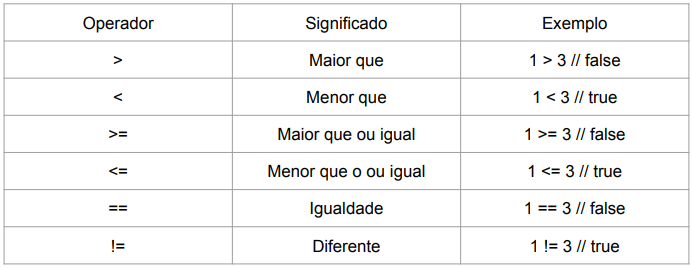 Operador Significado Exemplo
> Maior que 1 > 3 // false
< Menor que 1 < 3 // true
>= Maior que ou igual 1 >= 3 // false
<= Menor que o ou igual 1 <= 3 // true
== Igualdade 1 == 3 // false
!= Diferente 1 != 3 // true